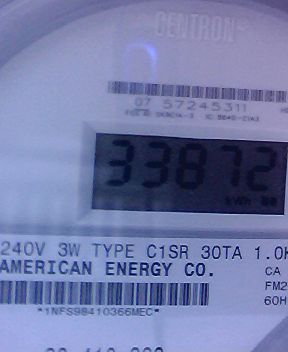 CENTRON
07 57245311
33872
kWh 00
240V 3W TYPE C1SR 30TA 1.0K
AMERICAN ENERGY CO.
CA
FM2
60H
*1NFS98410366MEC*